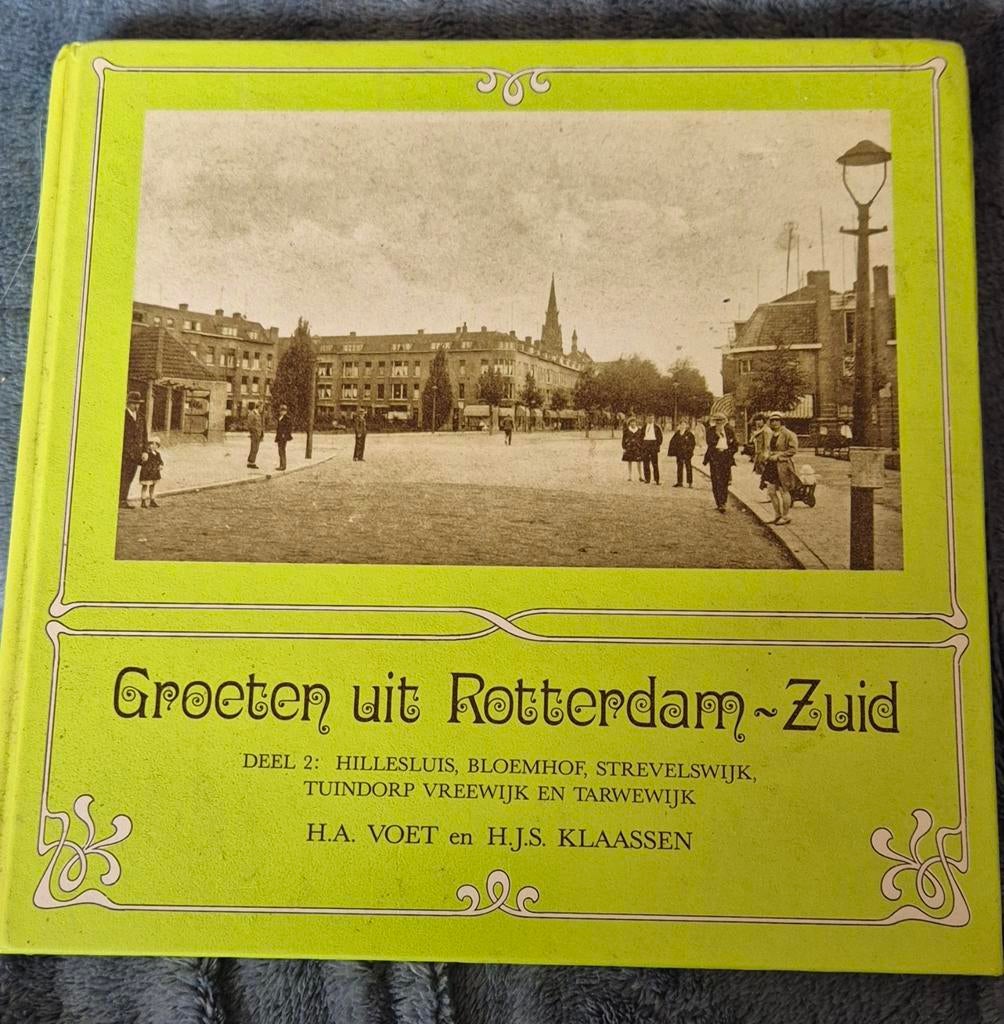 Groeten uit Rotterdam~Zuid
DEEL 2: HILLESLUIS, BLOEMHOF, STREVELSWIJK,
TUINDORP VREEWIJK EN TARWEWIJK
H.A. VOET en H.J.S. KLAASSEN